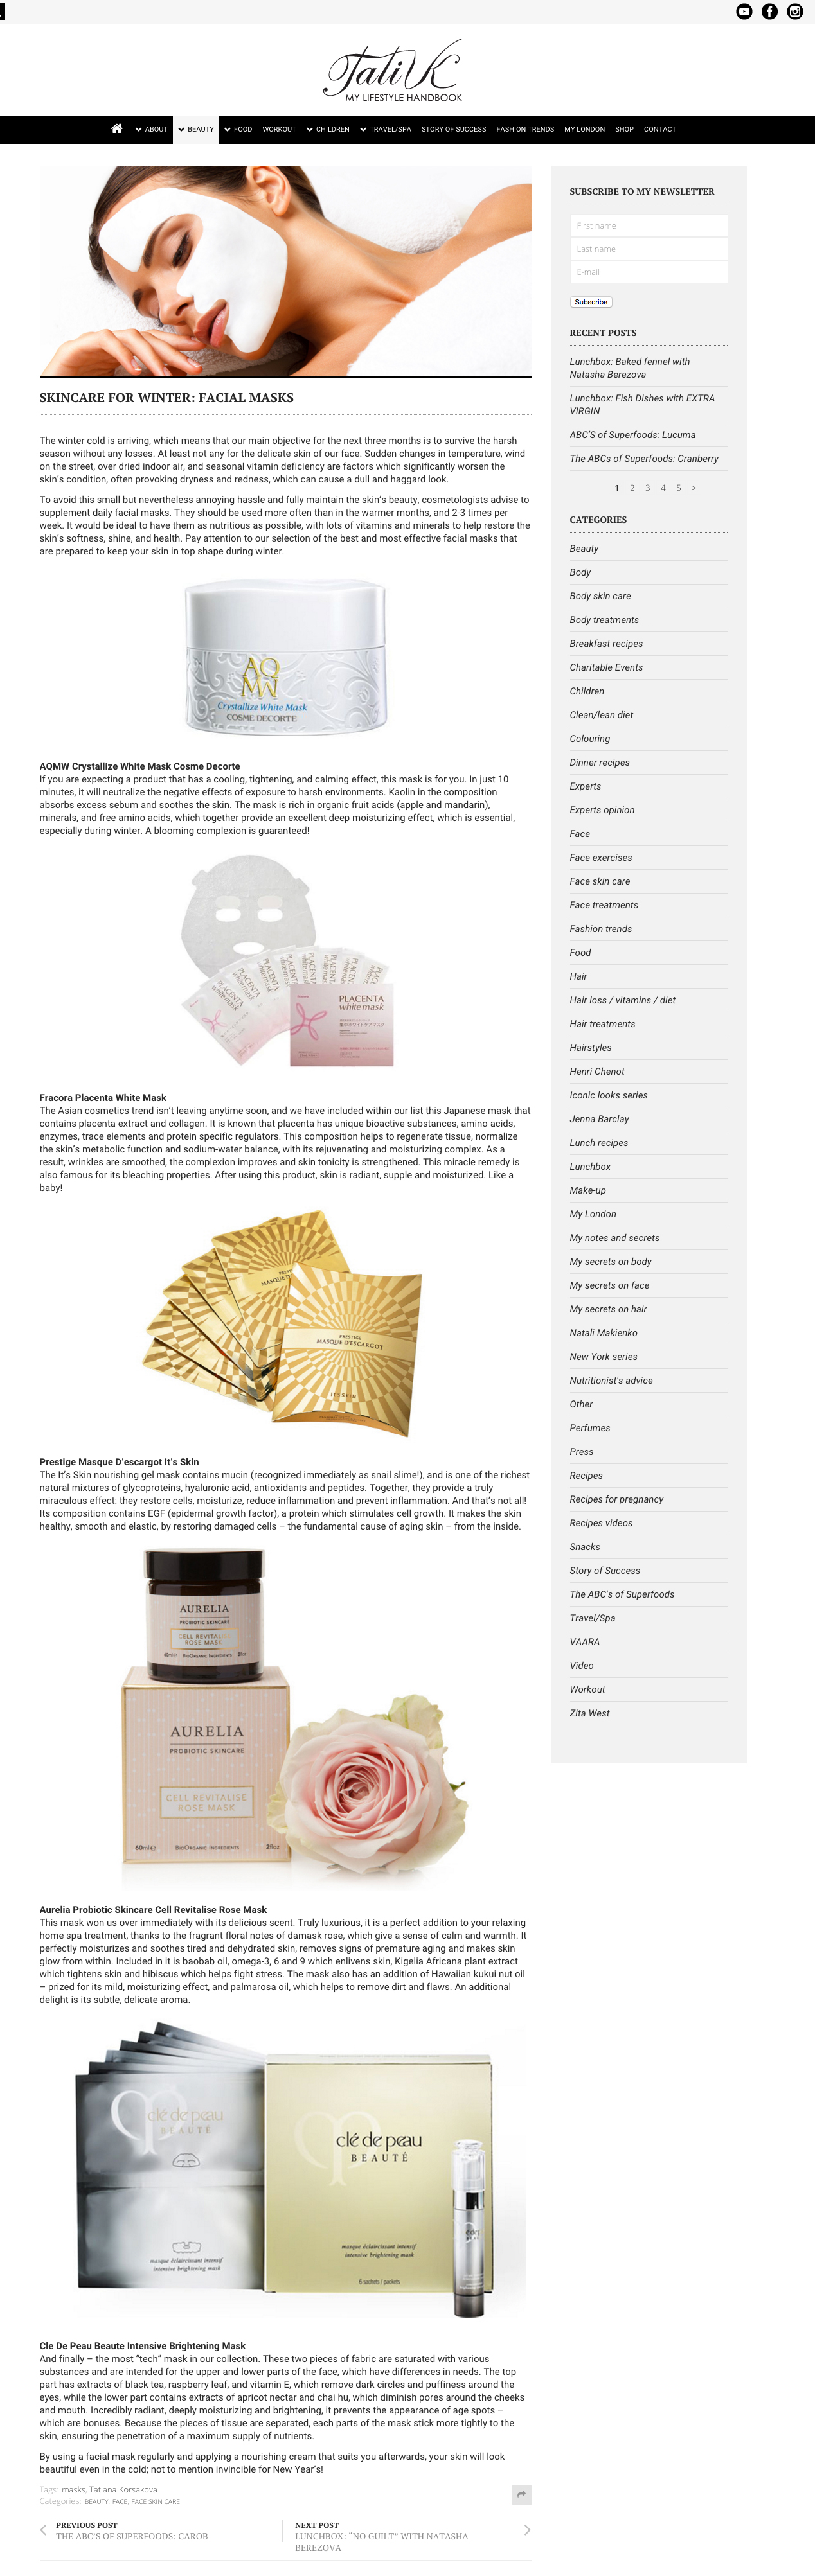 TatiK
MY LIFESTYLE HANDBOOK
ABOUT BEAUTY FOOD WORKOUT CHILDREN TRAVEL/SPA STORY OF SUCCESS FASHION TRENDS MY LONDON SHOP CONTACT
SKINCARE FOR WINTER: FACIAL MASKS
The winter cold is arriving, which means that our main objective for the next three months is to survive the harsh
season without any losses. At least not any for the delicate skin of our face. Sudden changes in temperature, wind
on the street, over dried indoor air, and seasonal vitamin deficiency are factors which significantly worsen the
skin's condition, often provoking dryness and redness, which can cause a dull and haggard look.
To avoid this small but nevertheless annoying hassle and fully maintain the skin's beauty, cosmetologists advise to
supplement daily facial masks. They should be used more often than in the warmer months, and 2-3 times per
week. It would be ideal to have them as nutritious as possible, with lots of vitamins and minerals to help restore the
skin's softness, shine, and health. Pay attention to our selection of the best and most effective facial masks that
are prepared to keep your skin in top shape during winter.
AQ
MW
Crystallize White Mask
COSME DECORTE
AQMW Crystallize White Mask Cosme Decorte
If you are expecting a product that has a cooling, tightening, and calming effect, this mask is for you. In just 10
minutes, it will neutralize the negative effects of exposure to harsh environments. Kaolin in the composition
absorbs excess sebum and soothes the skin. The mask is rich in organic fruit acids (apple and mandarin),
minerals, and free amino acids, which together provide an excellent deep moisturizing effect, which is essential,
especially during winter. A blooming complexion is guaranteed!
PLACENTA
white mask
Fracora Placenta White Mask
The Asian cosmetics trend isn't leaving anytime soon, and we have included within our list this Japanese mask that
contains placenta extract and collagen. It is known that placenta has unique bioactive substances, amino acids,
enzymes, trace elements and protein specific regulators. This composition helps to regenerate tissue, normalize
the skin's metabolic function and sodium-water balance, with its rejuvenating and moisturizing complex. As a
result, wrinkles are smoothed, the complexion improves and skin tonicity is strengthened. This miracle remedy is
also famous for its bleaching properties. After using this product, skin is radiant, supple and moisturized. Like a
baby!
PRESTIGE
MASQUE D'ESCARGOT
IT'S SKIN
Prestige Masque D'escargot It's Skin
The It's Skin nourishing gel mask contains mucin (recognized immediately as snail slime!), and is one of the richest
natural mixtures of glycoproteins, hyaluronic acid, antioxidants and peptides. Together, they provide a truly
miraculous effect: they restore cells, moisturize, reduce inflammation and prevent inflammation. And that's not all!
Its composition contains EGF (epidermal growth factor), a protein which stimulates cell growth. It makes the skin
healthy, smooth and elastic, by restoring damaged cells – the fundamental cause of aging skin – from the inside.
AURELIA
PROBIOTIC SKINCARE
CELL REVITALISE
ROSE MASK
60ml℮ BIOORGANIC INGREDIENTS 2floz
AURELIA
PROBIOTIC SKINCARE
CELL REVITALISE
ROSE MASK
60ml℮ BIOORGANIC INGREDIENTS 2floz
Aurelia Probiotic Skincare Cell Revitalise Rose Mask
This mask won us over immediately with its delicious scent. Truly luxurious, it is a perfect addition to your relaxing
home spa treatment, thanks to the fragrant floral notes of damask rose, which give a sense of calm and warmth. It
perfectly moisturizes and soothes tired and dehydrated skin, removes signs of premature aging and makes skin
glow from within. Included in it is baobab oil, omega-3, 6 and 9 which enlivens skin, Kigelia Africana plant extract
which tightens skin and hibiscus which helps fight stress. The mask also has an addition of Hawaiian kukui nut oil
– prized for its mild, moisturizing effect, and palmarosa oil, which helps to remove dirt and flaws. An additional
delight is its subtle, delicate aroma.
clé de peau
BEAUTÉ
masque éclaircissant intensif
intensive brightening mask
clé de peau
BEAUTÉ
masque éclaircissant intensif
intensive brightening mask
6 sachets / packets
Cle De Peau Beaute Intensive Brightening Mask
And finally – the most "tech" mask in our collection. These two pieces of fabric are saturated with various
substances and are intended for the upper and lower parts of the face, which have differences in needs. The top
part has extracts of black tea, raspberry leaf, and vitamin E, which remove dark circles and puffiness around the
eyes, while the lower part contains extracts of apricot nectar and chai hu, which diminish pores around the cheeks
and mouth. Incredibly radiant, deeply moisturizing and brightening, it prevents the appearance of age spots –
which are bonuses. Because the pieces of tissue are separated, each parts of the mask stick more tightly to the
skin, ensuring the penetration of a maximum supply of nutrients.
By using a facial mask regularly and applying a nourishing cream that suits you afterwards, your skin will look
beautiful even in the cold; not to mention invincible for New Year's!
Tags: masks, Tatiana Korsakova
Categories: BEAUTY, FACE, FACE SKIN CARE
PREVIOUS POST
THE ABC'S OF SUPERFOODS: CAROB
NEXT POST
LUNCHBOX: "NO GUILT" WITH NATASHA
BEREZOVA
SUBSCRIBE TO MY NEWSLETTER
First name
Last name
E-mail
Subscribe
RECENT POSTS
Lunchbox: Baked fennel with
Natasha Berezova
Lunchbox: Fish Dishes with EXTRA
VIRGIN
ABC'S of Superfoods: Lucuma
The ABCs of Superfoods: Cranberry
1 2 3 4 5 >
CATEGORIES
Beauty
Body
Body skin care
Body treatments
Breakfast recipes
Charitable Events
Children
Clean/lean diet
Colouring
Dinner recipes
Experts
Experts opinion
Face
Face exercises
Face skin care
Face treatments
Fashion trends
Food
Hair
Hair loss / vitamins / diet
Hair treatments
Hairstyles
Henri Chenot
Iconic looks series
Jenna Barclay
Lunch recipes
Lunchbox
Make-up
My London
My notes and secrets
My secrets on body
My secrets on face
My secrets on hair
Natali Makienko
New York series
Nutritionist's advice
Other
Perfumes
Press
Recipes
Recipes for pregnancy
Recipes videos
Snacks
Story of Success
The ABC's of Superfoods
Travel/Spa
VAARA
Video
Workout
Zita West